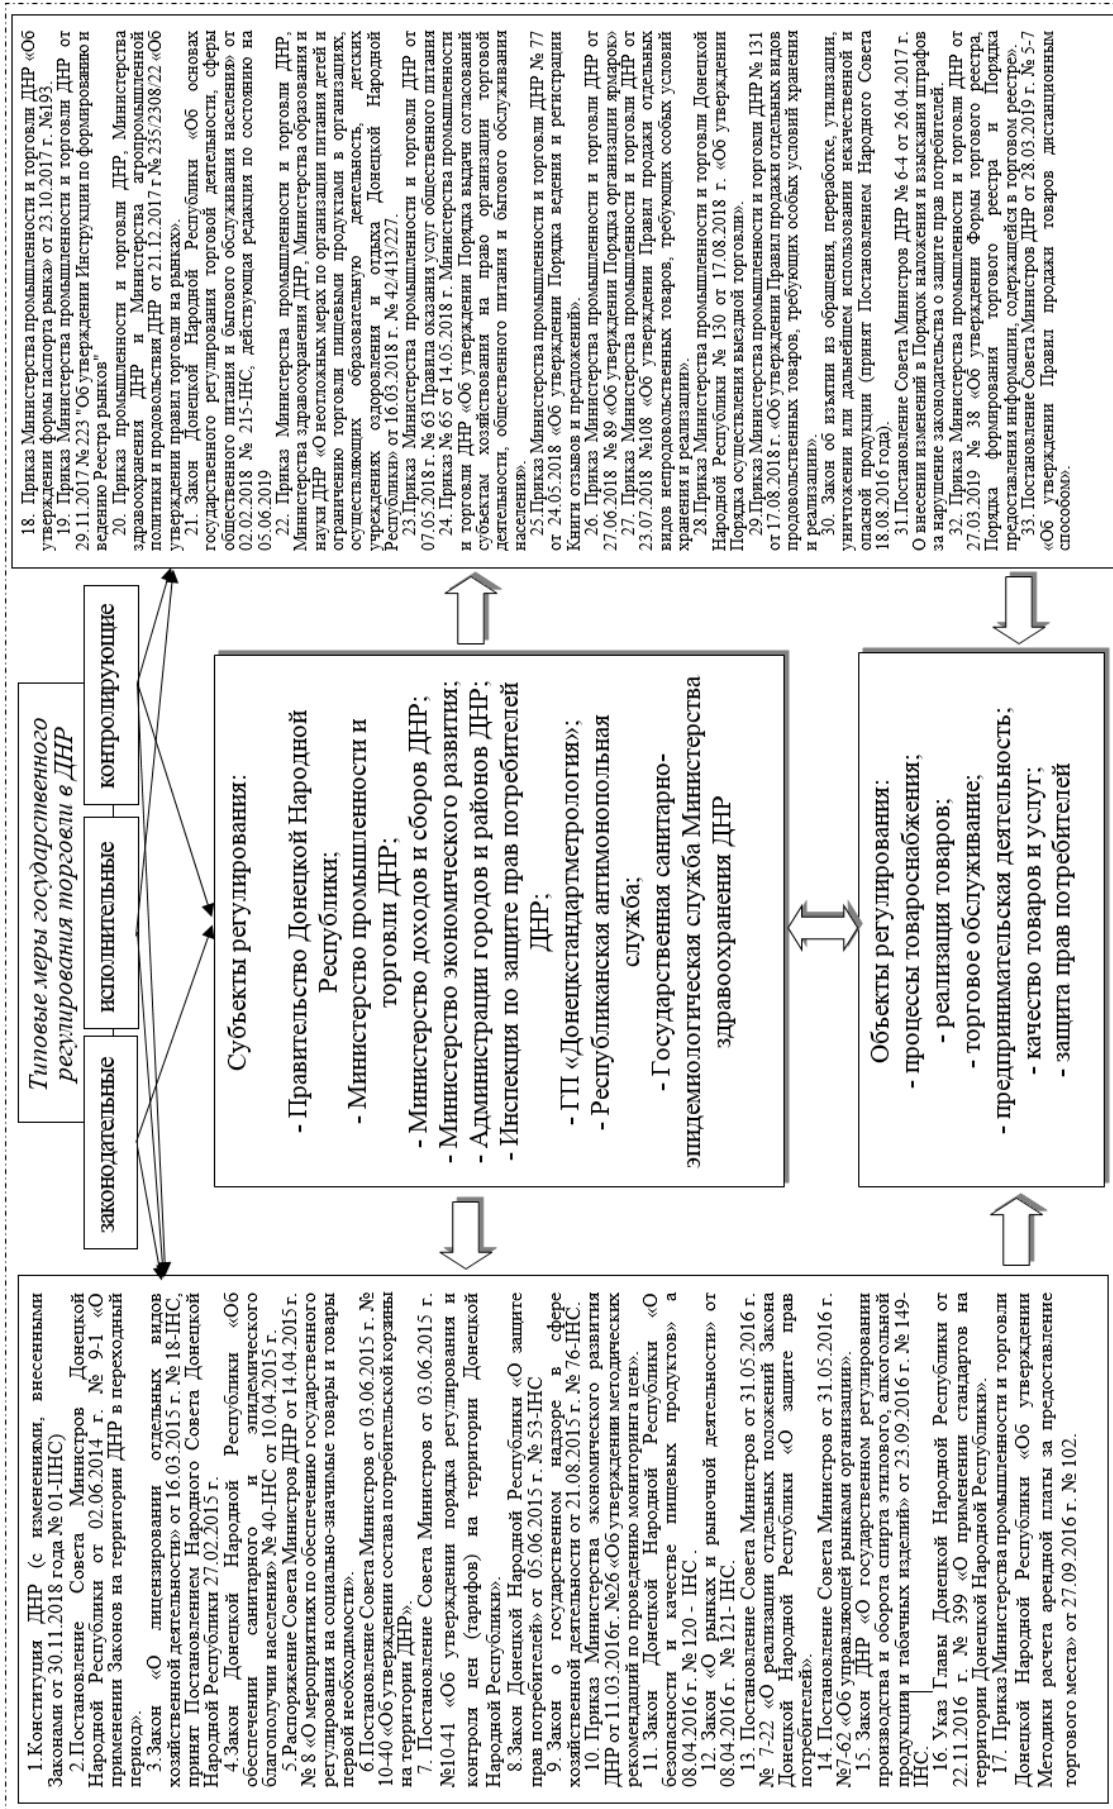 Типовые меры государственного
регулирования торговли в ДНР
законодательные
исполнительные
контролирующие
1.Конституция ДНР (с изменениями, внесенными
Законами от 30.11.2018 года № 01-IIНС)
2.Постановление Совета Министров Донецкой
Народной Республики от 02.06.2014 г. № 9-1 «О
применении Законов на территории ДНР в переходный
период».
3. Закон «О лицензировании отдельных видов
хозяйственной деятельности» от 16.03.2015 г. № 18-IНС,
принят Постановлением Народного Совета Донецкой
Народной Республики 27.02.2015 г.
4. Закон Донецкой Народной Республики «Об
обеспечении санитарного и эпидемического
благополучии населения» № 40-IНС от 10.04.2015 г.
5.Распоряжение Совета Министров ДНР от 14.04.2015 г.
№ 8 «О мероприятиях по обеспечению государственного
регулирования на социально-значимые товары и товары
первой необходимости».
6.Постановление Совета Министров от 03.06.2015 г. №
10-40 «Об утверждении состава потребительской корзины
на территории ДНР».
7. Постановление Совета Министров от 03.06.2015 г.
№10-41 «Об утверждении порядка регулирования и
контроля цен (тарифов) на территории Донецкой
Народной Республики».
8.Закон Донецкой Народной Республики «О защите
прав потребителей» от 05.06.2015 г. № 53-IНС
9. Закон о государственном надзоре в сфере
хозяйственной деятельности от 21.08.2015 г. № 76-IНС.
10. Приказ Министерства экономического развития
ДНР от 11.03.2016г. №26 «Об утверждении методических
рекомендаций по проведению мониторинга цен».
11. Закон Донецкой Народной Республики «О
безопасности и качестве пищевых продуктов» а
08.04.2016 г. № 120 - IНС .
12. Закон «О рынках и рыночной деятельности» от
08.04.2016 г. № 121- IНС.
13. Постановление Совета Министров от 31.05.2016 г.
№ 7-22 «О реализации отдельных положений Закона
Донецкой Народной Республики «О защите прав
потребителей».
14. Постановление Совета Министров от 31.05.2016 г.
№7-62 «Об управляющей рынками организации».
15. Закон ДНР «О государственном регулировании
производства и оборота спирта этилового, алкогольной
продукции и табачных изделий» от 23.09.2016 г. № 149-
IНС.
16. Указ Главы Донецкой Народной Республики от
22.11.2016 г. № 399 «О применении стандартов на
территории Донецкой Народной Республики».
17. Приказ Министерства промышленности и торговли
Донецкой Народной Республики «Об утверждении
Методики расчета арендной платы за предоставление
торгового места» от 27.09.2016 г. № 102.
Субъекты регулирования:
- Правительство Донецкой Народной
Республики;
- Министерство промышленности и
торговли ДНР;
- Министерство доходов и сборов ДНР;
- Министерство экономического развития;
- Администрации городов и районов ДНР;
- Инспекция по защите прав потребителей
ДНР;
- ГП «Донецкстандартметрология»;
- Республиканская антимонопольная
служба;
- Государственная санитарно-
эпидемиологическая служба Министерства
здравоохранения ДНР
Объекты регулирования:
- процессы товароснабжения;
- реализация товаров;
- торговое обслуживание;
- предпринимательская деятельность;
- качество товаров и услуг;
- защита прав потребителей
18. Приказ Министерства промышленности и торговли ДНР «Об
утверждении формы паспорта рынка» от 23.10.2017 г. №193.
19. Приказ Министерства промышленности и торговли ДНР от
29.11.2017 № 223 "Об утверждении Инструкции по формированию и
ведению Реестра рынков"
20. Приказ промышленности и торговли ДНР, Министерства
здравоохранения ДНР и Министерства агропромышленной
политики и продовольствия ДНР от 21.12.2017 г № 235/2308/22 «Об
утверждении правил торговли на рынках».
21. Закон Донецкой Народной Республики «Об основах
государственного регулирования торговой деятельности, сферы
общественного питания и бытового обслуживания населения» от
02.02.2018 № 215-IНС, действующая редакция по состоянию на
05.06.2019
22. Приказ Министерства промышленности и торговли ДНР,
Министерства здравоохранения ДНР, Министерства образования и
науки ДНР «О неотложных мерах по организации питания детей и
ограничению торговли пищевыми продуктами в организациях,
осуществляющих образовательную деятельность, детских
учреждениях оздоровления и отдыха Донецкой Народной
Республики» от 16.03.2018 г. № 42/413/227.
23.Приказ Министерства промышленности и торговли ДНР от
07.05.2018 г. № 63 Правила оказания услуг общественного питания
24.Приказ № 65 от 14.05.2018 г. Министерства промышленности
и торговли ДНР «Об утверждении Порядка выдачи согласований
субъектам хозяйствования на право организации торговой
деятельности, общественного питания и бытового обслуживания
населения».
25.Приказ Министерства промышленности и торговли ДНР № 77
от 24.05.2018 «Об утверждении Порядка ведения и регистрации
Книги отзывов и предложений».
26. Приказ Министерства промышленности и торговли ДНР от
27.06.2018 № 89 «Об утверждении Порядка организации ярмарок»
27. Приказ Министерства промышленности и торговли ДНР от
23.07.2018 №108 «Об утверждении Правил продажи отдельных
видов непродовольственных товаров, требующих особых условий
хранения и реализации».
28.Приказ Министерства промышленности и торговли Донецкой
Народной Республики № 130 от 17.08.2018 г. «Об утверждении
Порядка осуществления выездной торговли».
29.Приказ Министерства промышленности и торговли ДНР № 131
от 17.08.2018 г. «Об утверждении Правил продажи отдельных видов
продовольственных товаров, требующих особых условий хранения
и реализации».
30. Закон об изъятии из обращения, переработке, утилизации,
уничтожении или дальнейшем использовании некачественной и
опасной продукции (принят Постановлением Народного Совета
18.08.2016 года).
31.Постановление Совета Министров ДНР № 6-4 от 26.04.2017 г.
О внесении изменений в Порядок наложения и взыскания штрафов
за нарушение законодательства о защите прав потребителей.
32. Приказ Министерства промышленности и торговли ДНР от
27.03.2019 № 38 «Об утверждении Формы торгового реестра,
Порядка формирования торгового реестра и Порядка
предоставления информации, содержащейся в торговом реестре».
33. Постановление Совета Министров ДНР от 28.03.2019 г. № 5-7
«Об утверждении Правил продажи товаров дистанционным
способом».